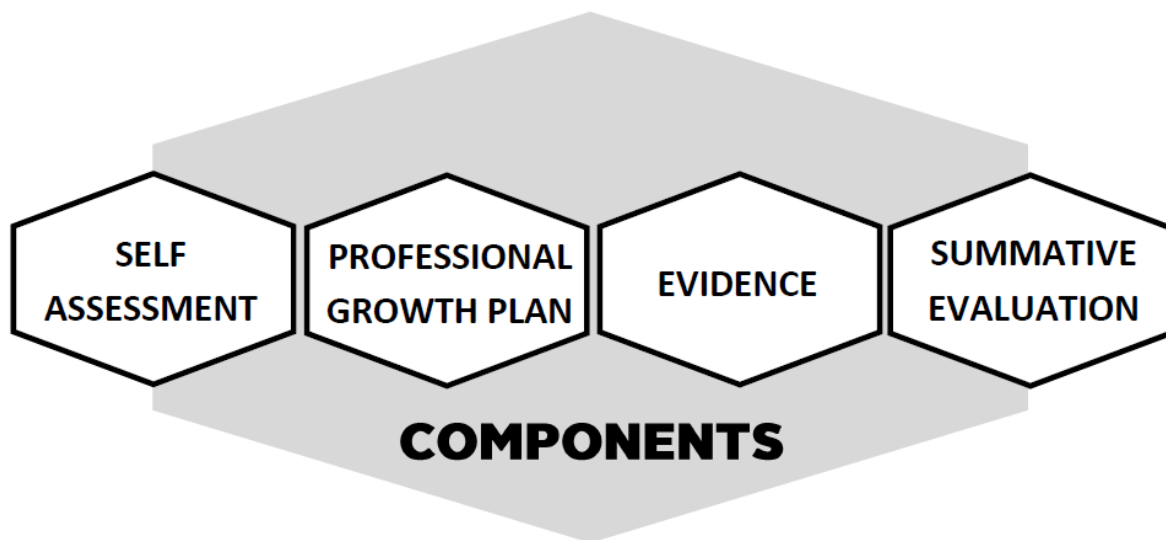 SELF
ASSESSMENT
PROFESSIONAL
GROWTH PLAN
EVIDENCE
SUMMATIVE
EVALUATION
COMPONENTS